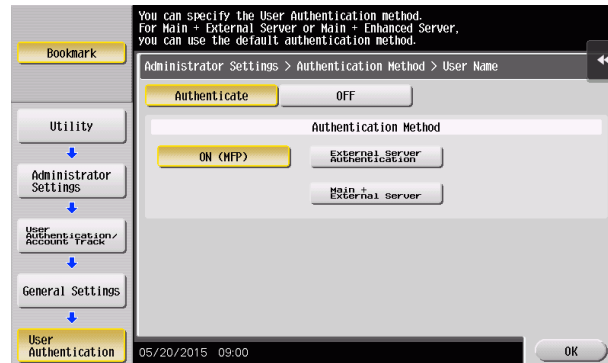 You can specify the User Authentication method.
For Main + External Server or Main + Enhanced Server,
you can use the default authentication method.
Bookmark
Administrator Settings > Authentication Method > User Name
Authenticate
OFF
Utility
Authentication Method
ON (MFP)
External Server
Authentication
Administrator
Settings
Main +
External Server
User
Authentication/
Account Track
General Settings
User
Authentication
05/20/2015 09:00
OK